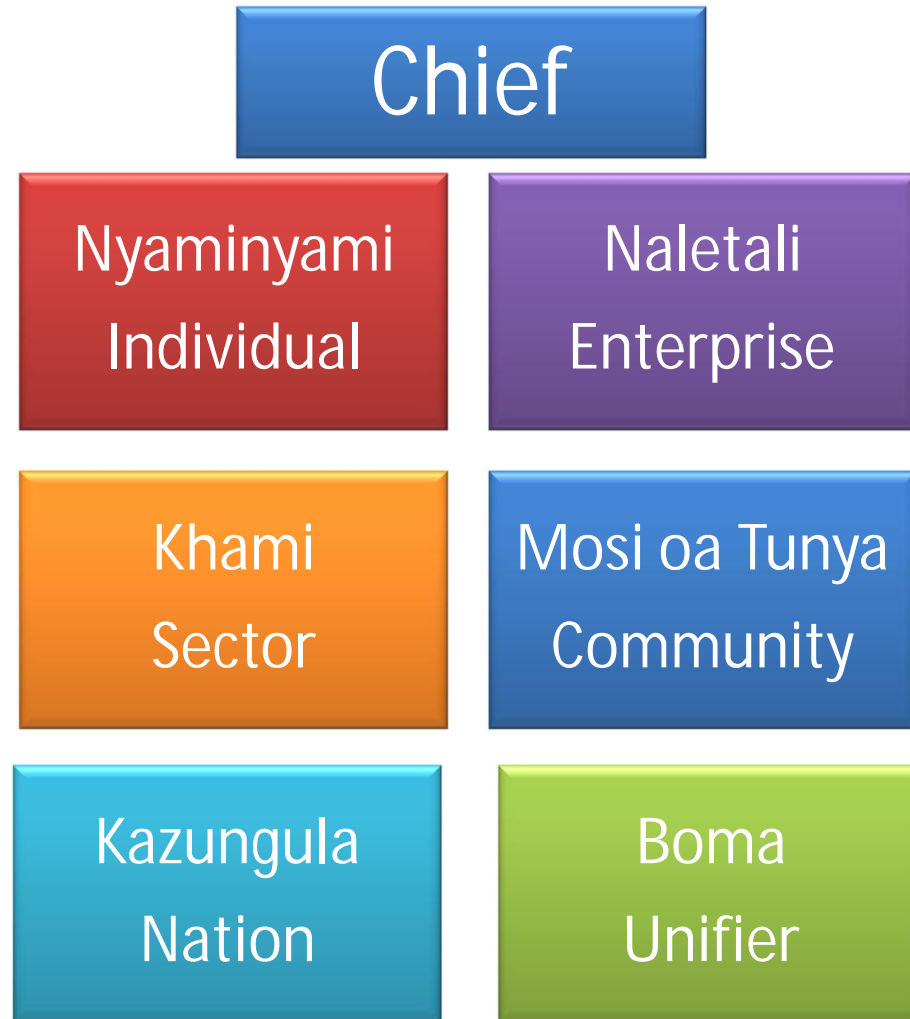 Chief
Nyaminyami
Individual
Naletali
Enterprise
Khami
Sector
Mosi oa Tunya
Community
Kazungula
Nation
Boma
Unifier